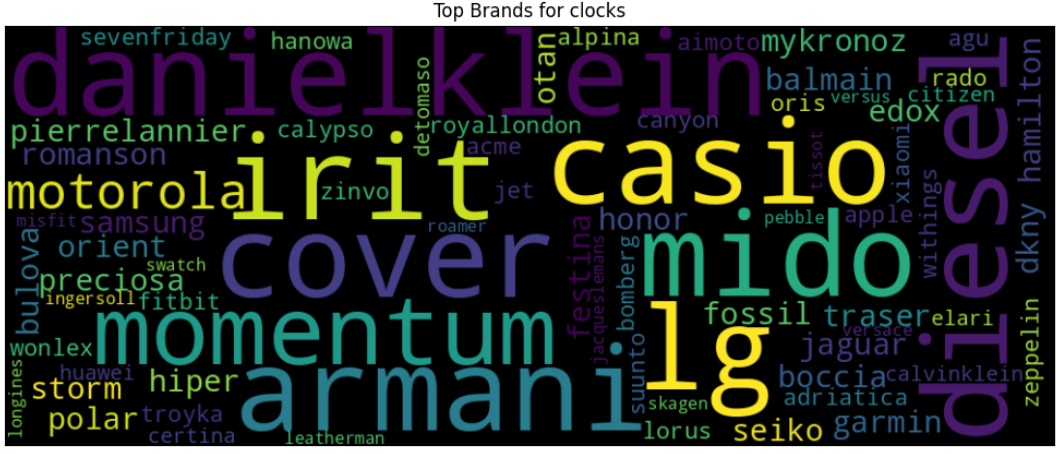 Top Brands for clocks
sevenfriday
hanowa
otan
alpina
aimoto
mykronoz
agu
danielklein
detomaso
balmain
rado
diesel
hamilton
oris
versus
citizen
edox
pierrelannier
calypso
royallondon
canyon
casio
romanson
irit
acme
tissot
xiaomi
motorola
zinvo
jet
withings
dkny
misfit
samsung
roamer
festina
honor
pebble
apple
bulova
orient
cover
jacqueslemans
bomberg
mido
swatch
preciosa
ingersoll
fitbit
momentum
lg
fossil
traser
elari
zeppelin
versace
wonlex
jaguar
longines
huawei
storm
hiper
armani
suunto
boccia
calvinklein
adriatica
polar
troyka
skagen
garmin
certina
leatherman
lorus
seiko